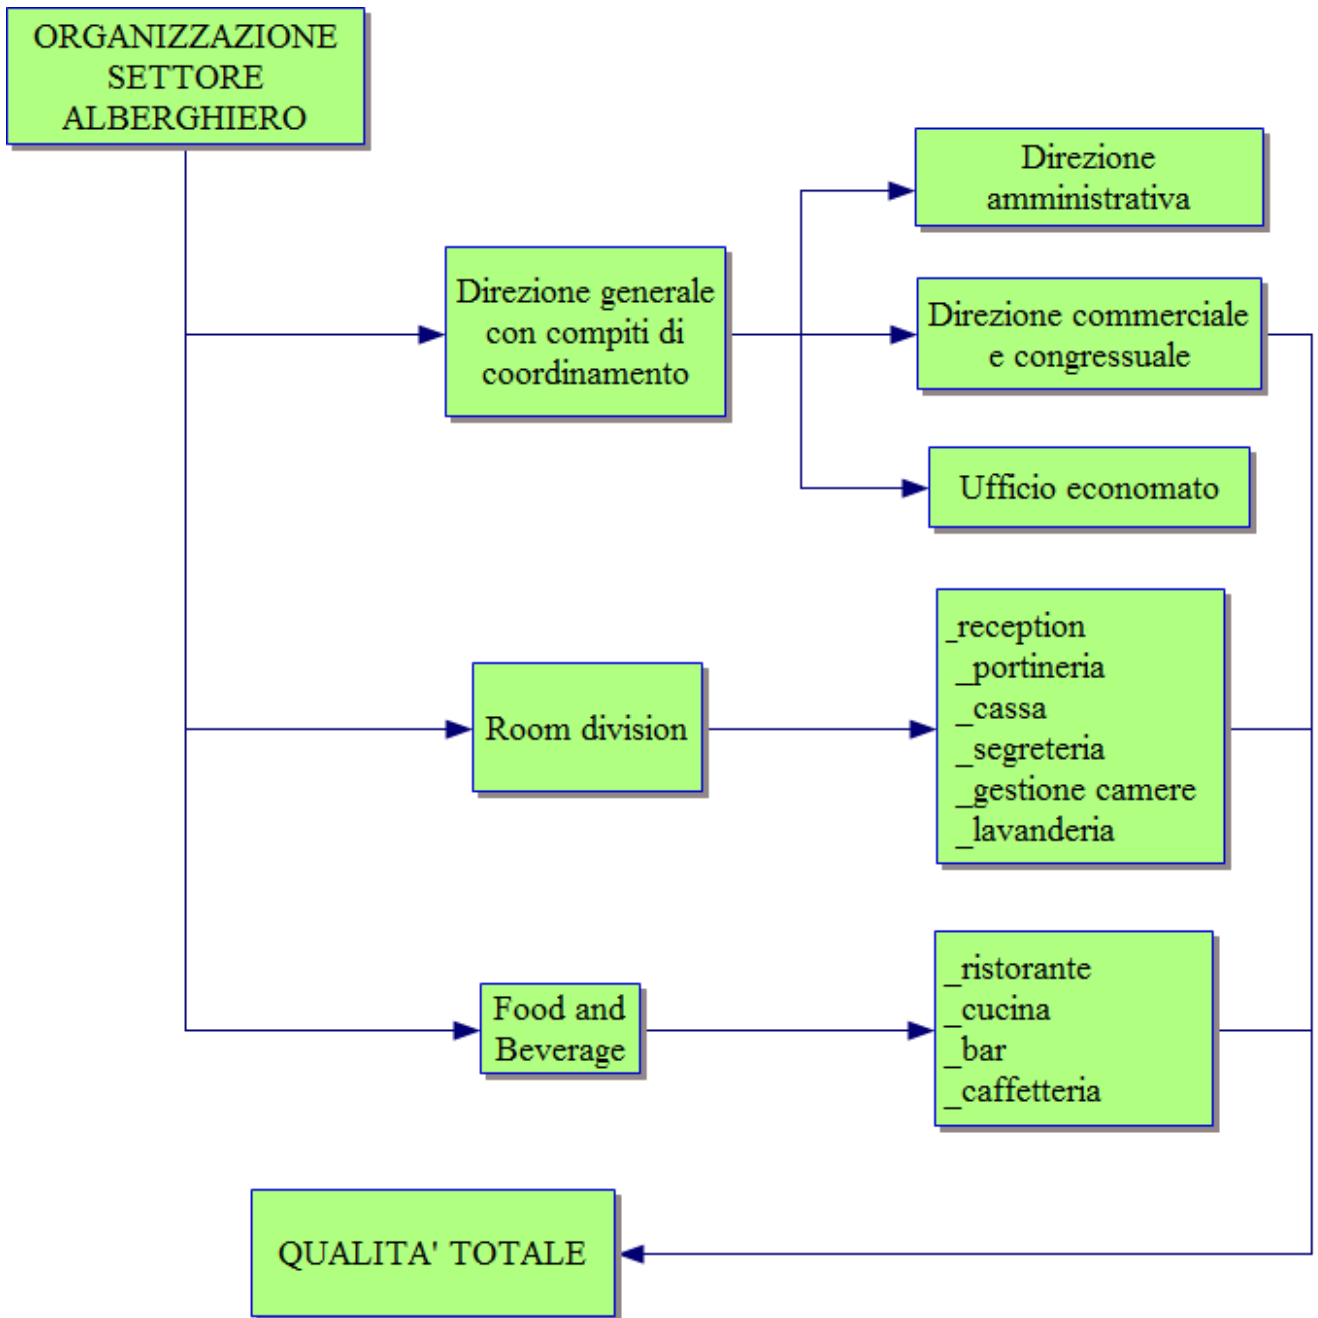 ORGANIZZAZIONE
SETTORE
ALBERGHIERO
Direzione
amministrativa
Direzione generale
con compiti di
coordinamento
Direzione commerciale
e congressuale
Ufficio economato
Room division
_reception
_portineria
_cassa
_segreteria
_gestione camere
_lavanderia
Food and
Beverage
_ristorante
_cucina
_bar
_caffetteria
QUALITA' TOTALE